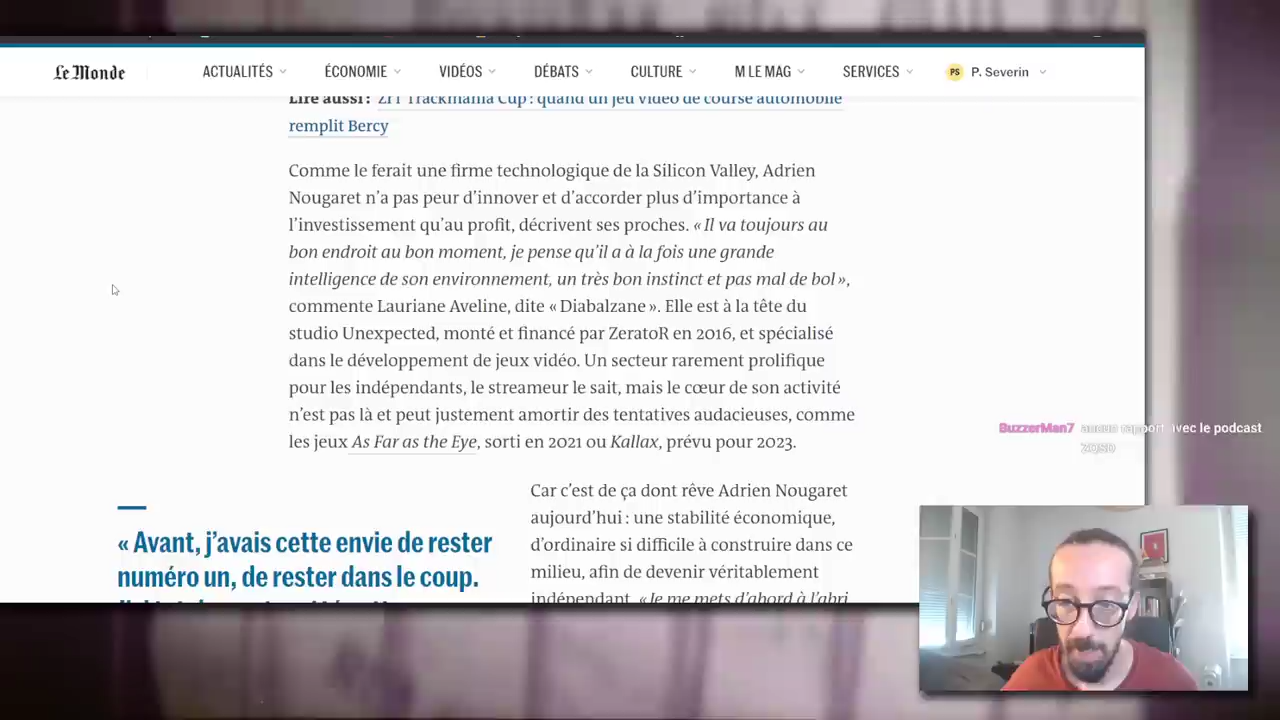 Le Monde
ACTUALITÉS
ÉCONOMIE
VIDÉOS
DÉBATS
CULTURE
M LE MAG
SERVICES
PS
P. Severin
Lire aussi : ZrT Trackmania Cup : quand un jeu vidéo de course automobile
remplit Bercy
Comme le ferait une firme technologique de la Silicon Valley, Adrien
Nougaret n’a pas peur d’innover et d’accorder plus d’importance à
l’investissement qu’au profit, décrivent ses proches. « Il va toujours au
bon endroit au bon moment, je pense qu’il a à la fois une grande
intelligence de son environnement, un très bon instinct et pas mal de bol »,
commente Lauriane Aveline, dite « Diabalzane ». Elle est à la tête du
studio Unexpected, monté et financé par ZeratoR en 2016, et spécialisé
dans le développement de jeux vidéo. Un secteur rarement prolifique
pour les indépendants, le streameur le sait, mais le cœur de son activité
n’est pas là et peut justement amortir des tentatives audacieuses, comme
les jeux As Far as the Eye, sorti en 2021 ou Kallax, prévu pour 2023.
« Avant, j’avais cette envie de rester
numéro un, de rester dans le coup.
Car c’est de ça dont rêve Adrien Nougaret
aujourd’hui : une stabilité économique,
d’ordinaire si difficile à construire dans ce
milieu, afin de devenir véritablement
indépendant. « Je me mets d’abord à l’abri
BuzzerMan7 aucun rapport avec le podcast
ZQSD